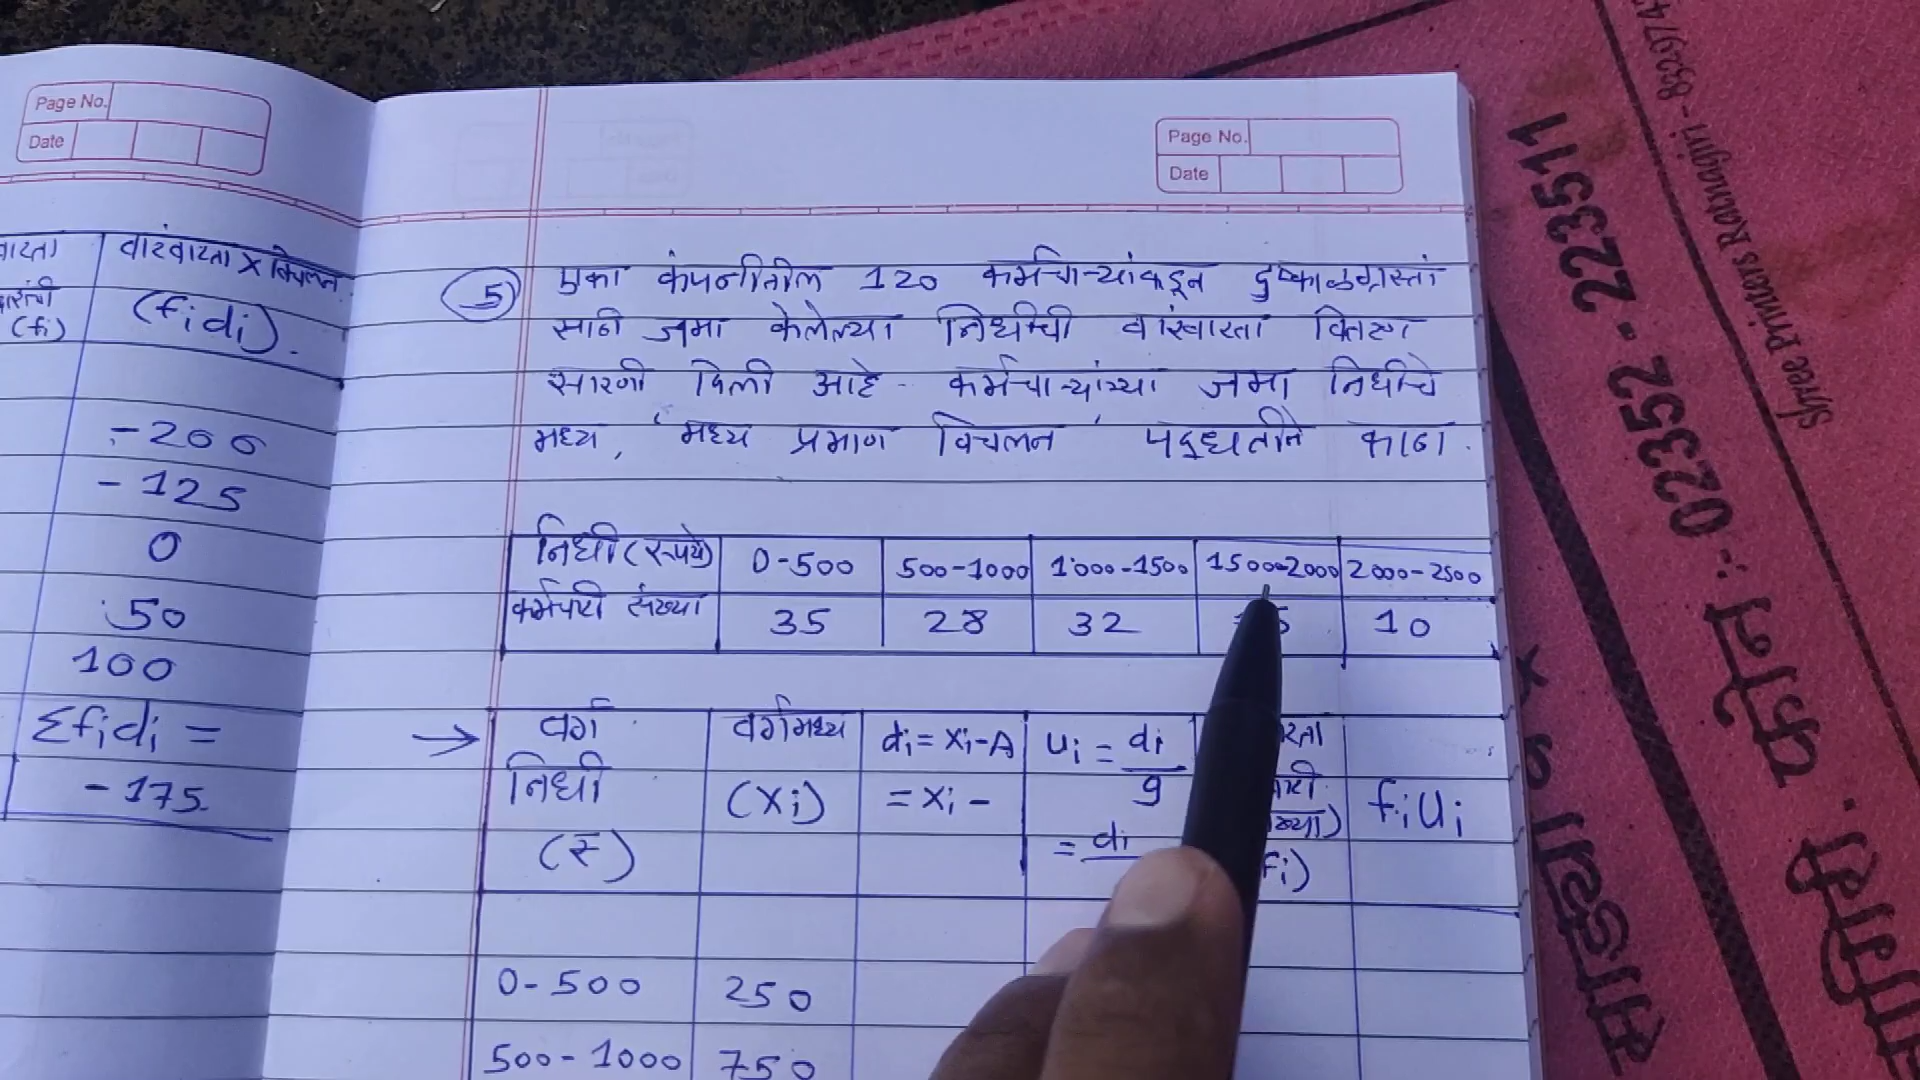 Page No.
Date
वारंवारता x विचलन
(fi)
(fidi).
-200
-125
0
50
100
Σfidi =
-175
Page No.
Date
5 एका कंपनीतील 120 कर्मचाऱ्यांकडून दुष्काळग्रस्तां
साठी जमा केलेल्या निधीची वारंवारता वितरण
सारणी दिली आहे - कर्मचाऱ्यांच्या जमा निधीचे
मध्य, 'मध्य प्रमाण विचलन' पद्धतीने काढा.
निधी (रुपये) 0-500 500-1000 1000-1500 1500-2000 2000-2500
कर्मचारी संख्या 35 28 32 10
→ वर्ग वर्गमध्य di = xi-A ui = di/g
निधी (xi) = xi- fiui
(₹) = di
0-500 250
500-1000 750
02352 - 223511
Shree Printers Ratnagiri -
फोन :-